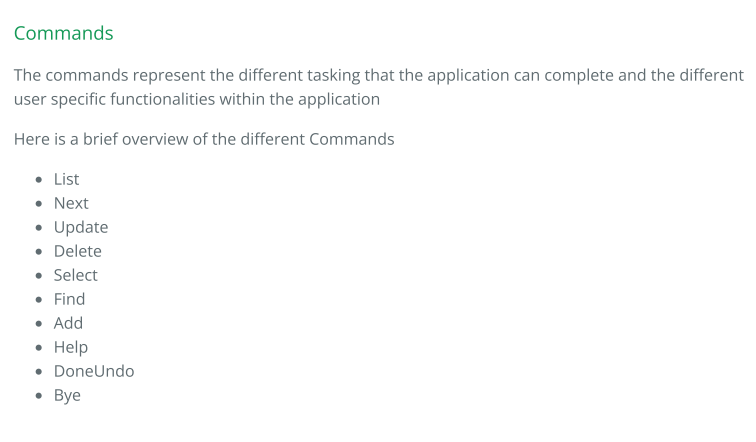 Commands
The commands represent the different tasking that the application can complete and the different
user specific functionalities within the application
Here is a brief overview of the different Commands
• List
• Next
• Update
• Delete
• Select
• Find
• Add
• Help
• DoneUndo
• Bye